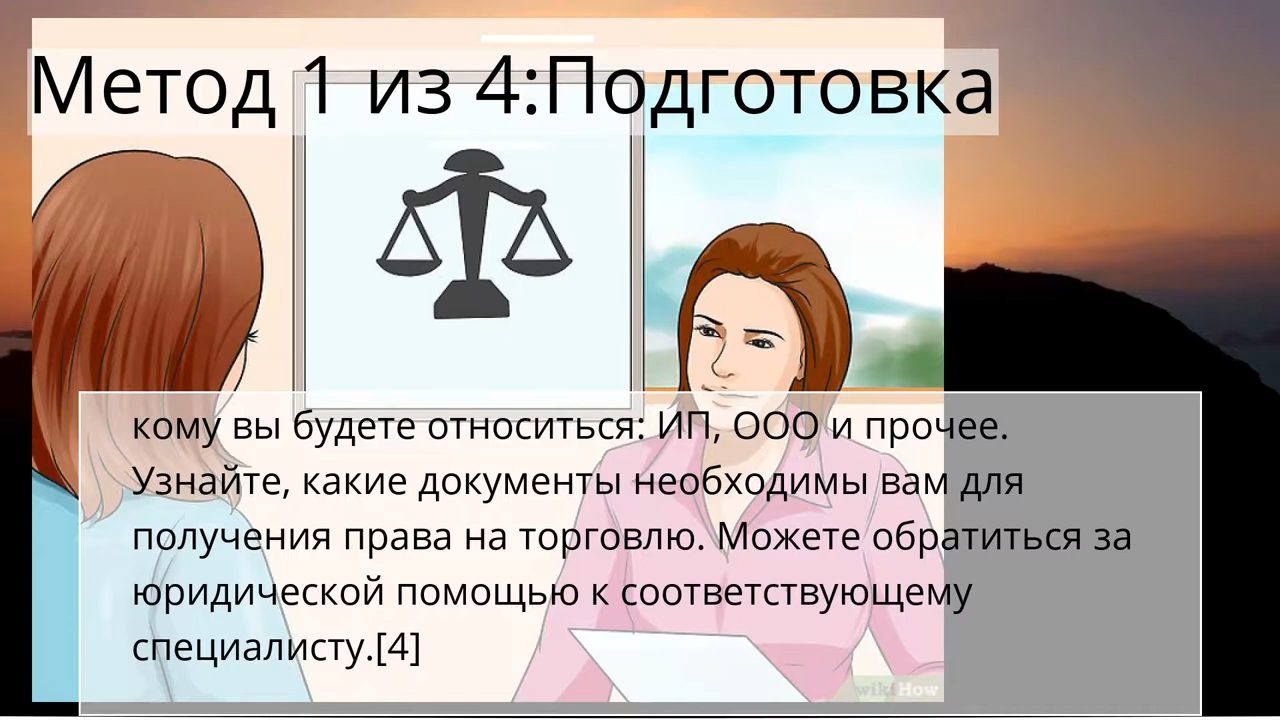 Метод 1 из 4:Подготовка
кому вы будете относиться: ИП, ООО и прочее.
Узнайте, какие документы необходимы вам для
получения права на торговлю. Можете обратиться за
юридической помощью к соответствующему
специалисту.[4]
wikiHow